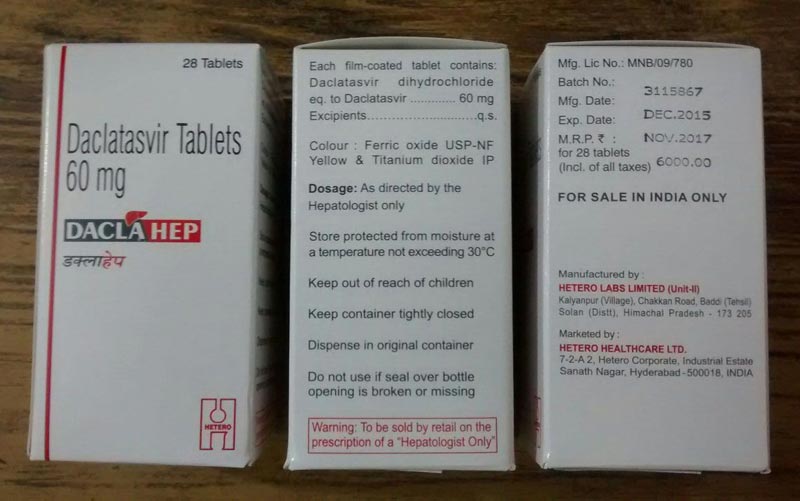 28 Tablets
Daclatasvir Tablets
60 mg
DACLAHEP
डक्लाहेप
HETERO
Each film-coated tablet contains:
Daclatasvir dihydrochloride
eq. to Daclatasvir ............. 60 mg
Excipients..............................q.s.
Colour : Ferric oxide USP-NF
Yellow & Titanium dioxide IP
Dosage: As directed by the
Hepatologist only
Store protected from moisture at
a temperature not exceeding 30°C
Keep out of reach of children
Keep container tightly closed
Dispense in original container
Do not use if seal over bottle
opening is broken or missing
Warning: To be sold by retail on the
prescription of a “Hepatologist Only”
Mfg. Lic No.: MNB/09/780
Batch No.: 3115867
Mfg. Date: DEC.2015
Exp. Date: NOV.2017
M.R.P. ₹ : 6000.00
for 28 tablets
(Incl. of all taxes)
FOR SALE IN INDIA ONLY
Manufactured by :
HETERO LABS LIMITED (Unit-II)
Kalyanpur (Village), Chakkan Road, Baddi (Tehsil)
Solan (Distt), Himachal Pradesh - 173 205
Marketed by :
HETERO HEALTHCARE LTD.
7-2-A 2, Hetero Corporate, Industrial Estate
Sanath Nagar, Hyderabad - 500018, INDIA